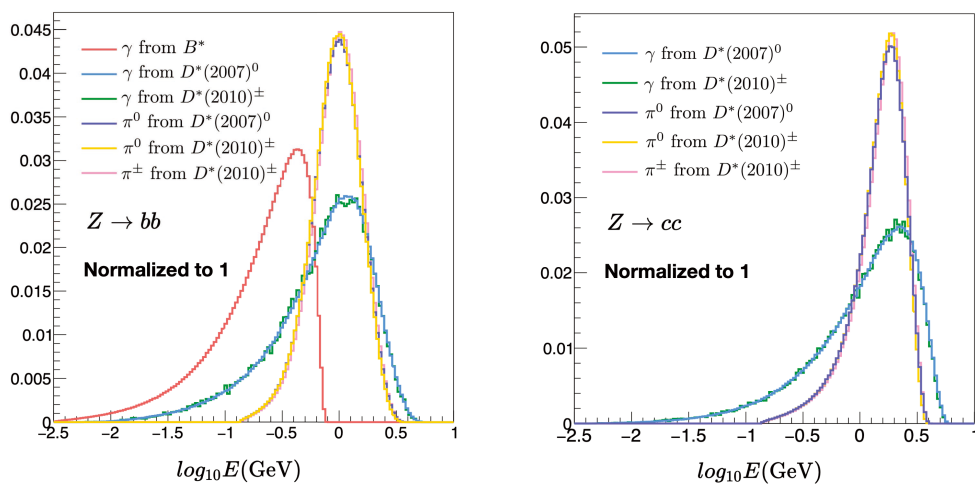 0.045
0.04
0.035
0.03
0.025
0.02
0.015
0.01
0.005
0
−2.5 −2 −1.5 −1 −0.5 0 0.5 1
γ from B*
γ from D*(2007)⁰
γ from D*(2010)±
π⁰ from D*(2007)⁰
π⁰ from D*(2010)±
π± from D*(2010)±
Z → bb
Normalized to 1
log₁₀E(GeV)
0.05
0.04
0.03
0.02
0.01
0
−2.5 −2 −1.5 −1 −0.5 0 0.5 1
γ from D*(2007)⁰
γ from D*(2010)±
π⁰ from D*(2007)⁰
π⁰ from D*(2010)±
π± from D*(2010)±
Z → cc
Normalized to 1
log₁₀E(GeV)